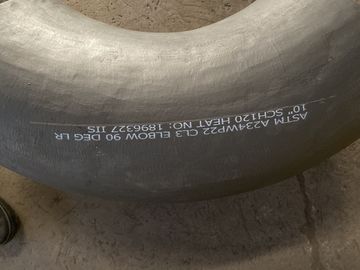 ASTM A234WP22 CL3 ELBOW 90 DEG LR
10" SCH120 HEAT NO: 1896327 IIS